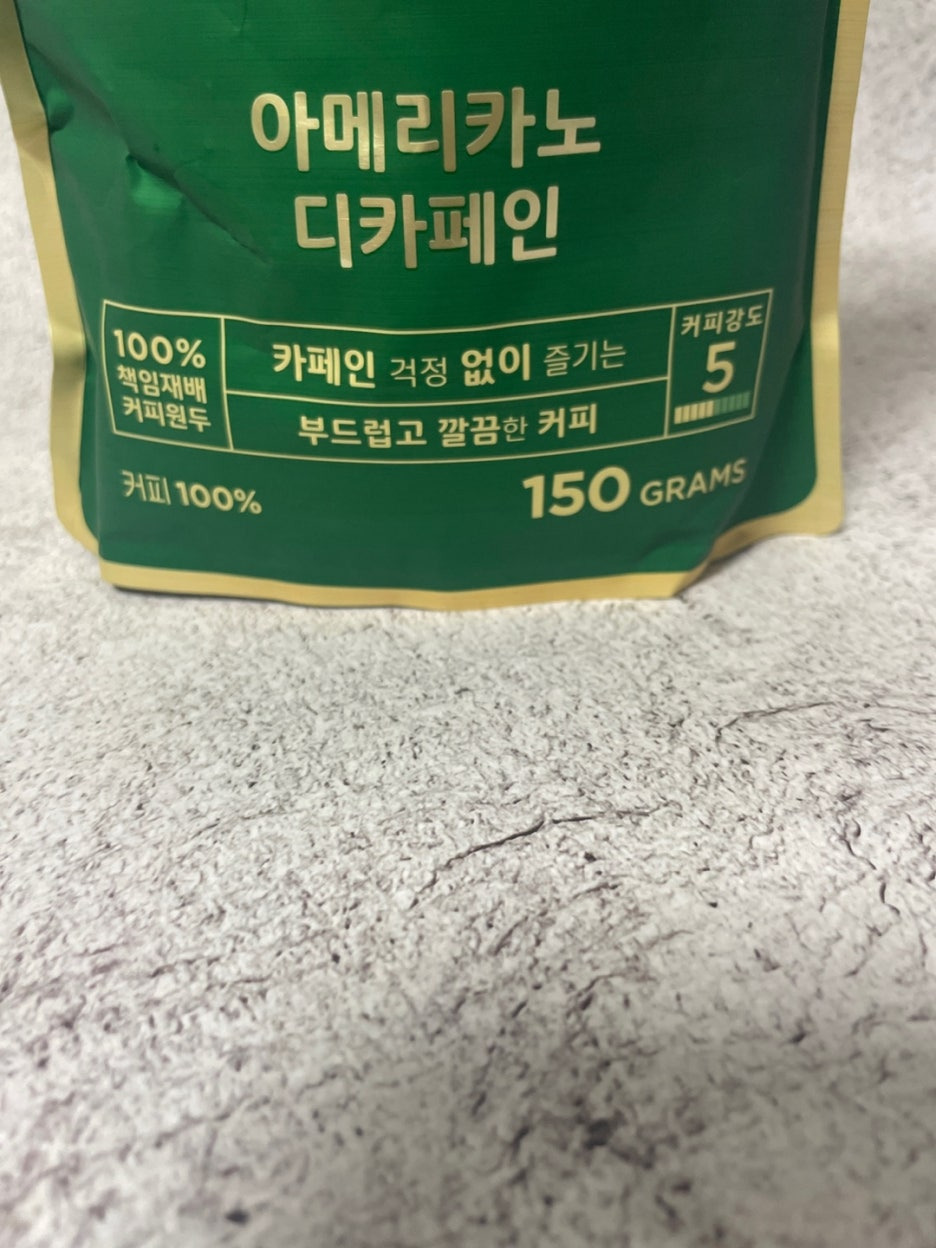 아메리카노
디카페인
100%
책임재배
커피원두
카페인 걱정 없이 즐기는
부드럽고 깔끔한 커피
커피강도
5
커피 100%
150 GRAMS